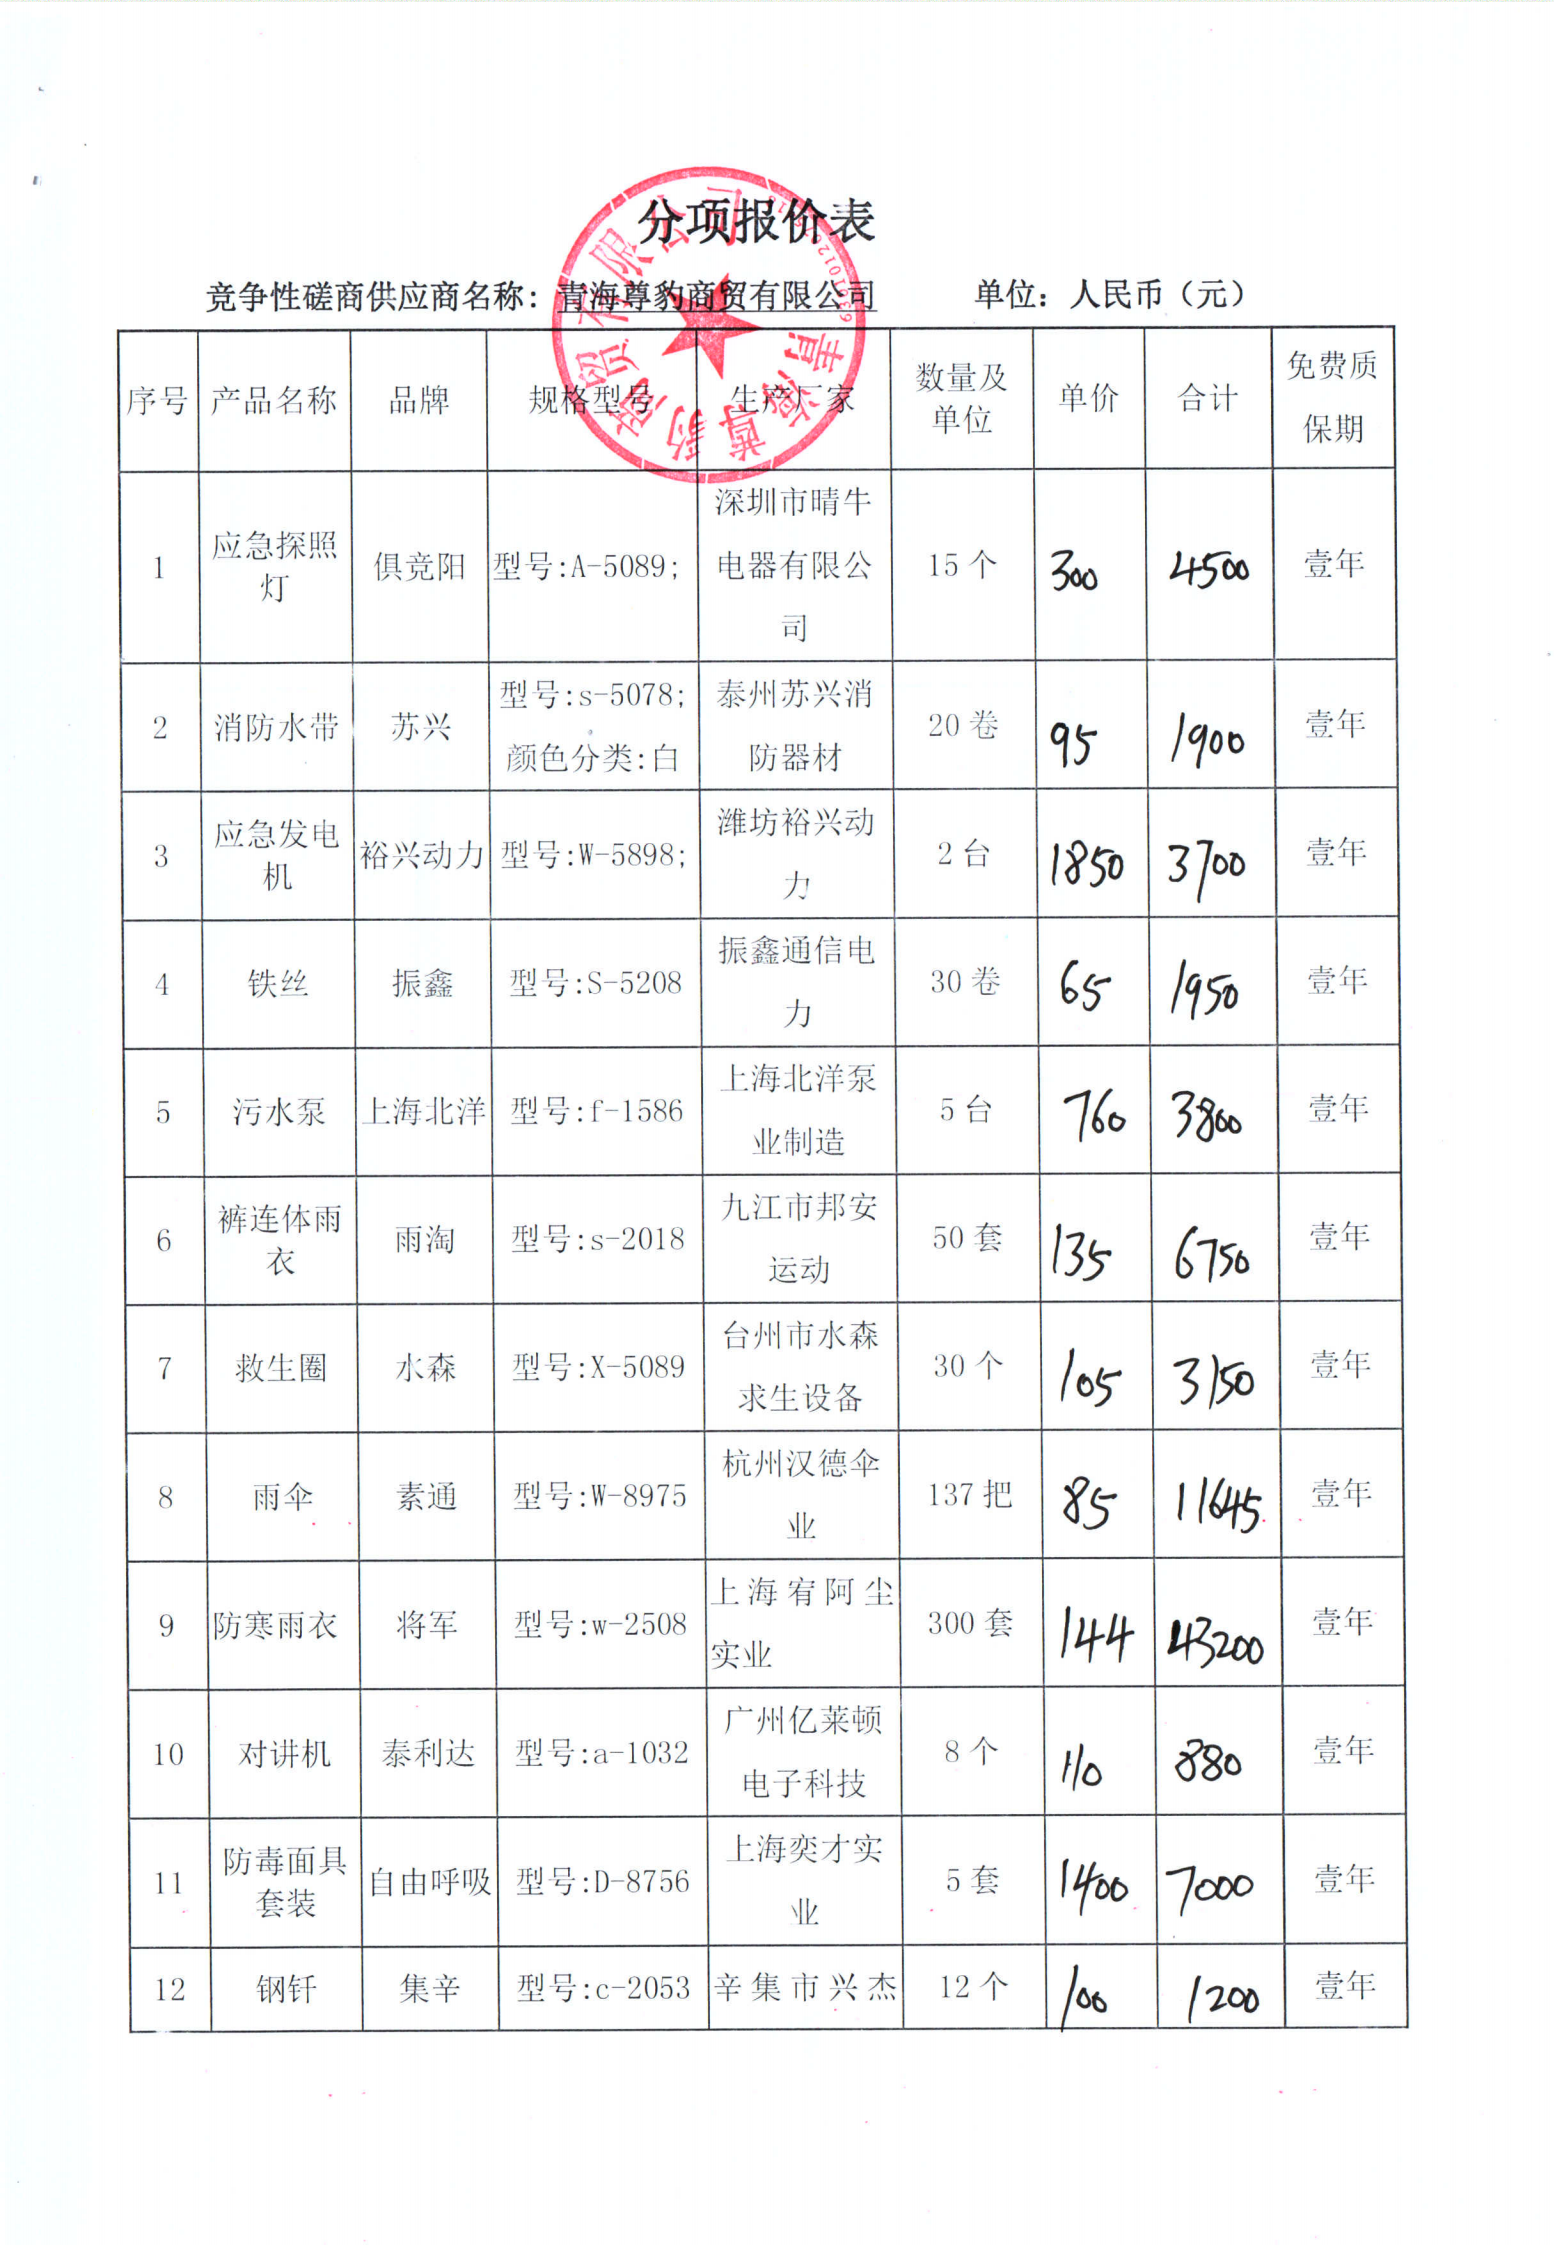 分项报价表
竞争性磋商供应商名称：青海尊豹商贸有限公司 单位：人民币（元）
序号 产品名称 品牌 规格型号 生产厂家 数量及单位 单价 合计 免费质保期
1 应急探照灯 俱竞阳 型号:A-5089; 深圳市晴牛电器有限公司 15个 300 4500 壹年
2 消防水带 苏兴 型号:s-5078;颜色分类:白 泰州苏兴消防器材 20卷 95 1900 壹年
3 应急发电机 裕兴动力 型号:W-5898; 潍坊裕兴动力 2台 1850 3700 壹年
4 铁丝 振鑫 型号:S-5208 振鑫通信电力 30卷 65 1950 壹年
5 污水泵 上海北洋 型号:f-1586 上海北洋泵业制造 5台 760 3800 壹年
6 裤连体雨衣 雨淘 型号:s-2018 九江市邦安运动 50套 135 6750 壹年
7 救生圈 水森 型号:X-5089 台州市水森求生设备 30个 105 3150 壹年
8 雨伞 素通 型号:W-8975 杭州汉德伞业 137把 85 11645 壹年
9 防寒雨衣 将军 型号:w-2508 上海宥阿尘实业 300套 144 43200 壹年
10 对讲机 泰利达 型号:a-1032 广州亿莱顿电子科技 8个 110 880 壹年
11 防毒面具套装 自由呼吸 型号:D-8756 上海奕才实业 5套 1400 7000 壹年
12 钢钎 集辛 型号:c-2053 辛集市兴杰 12个 100 1200 壹年
青海尊豹商贸有限公司